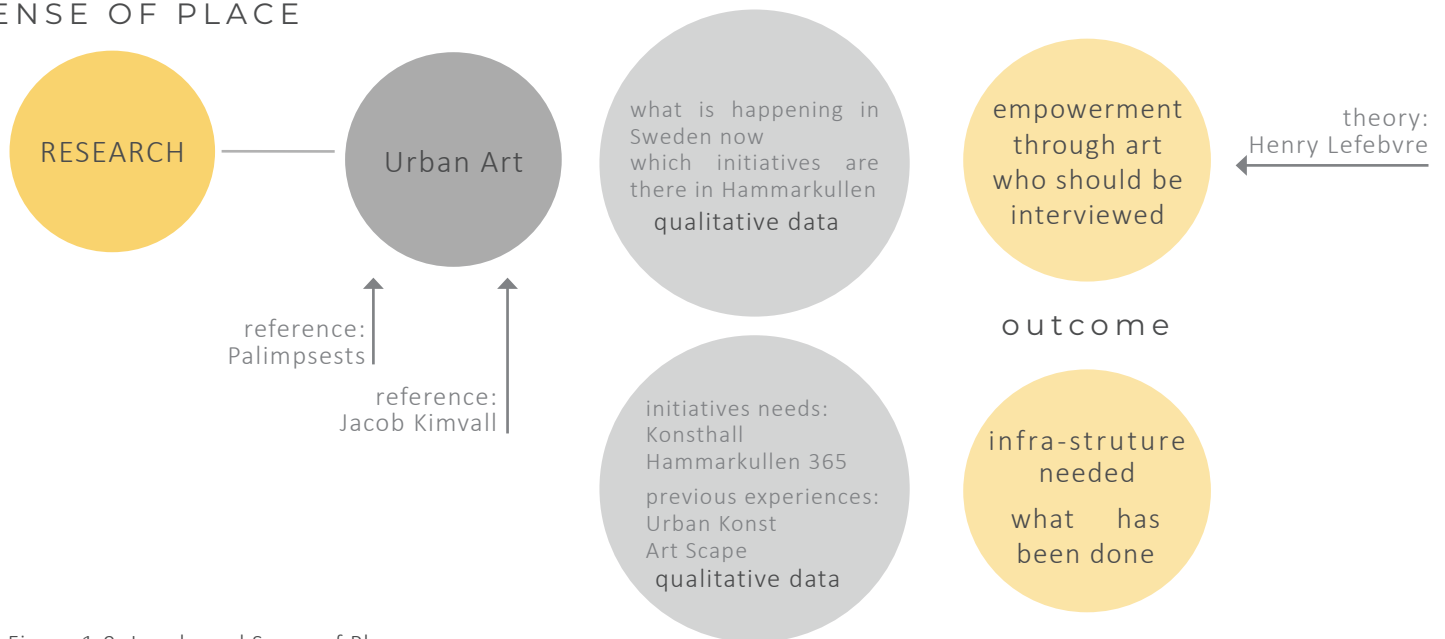 ENSE OF PLACE
RESEARCH
Urban Art
reference:
Palimpsests
reference:
Jacob Kimvall
what is happening in
Sweden now
which initiatives are
there in Hammarkullen
qualitative data
initiatives needs:
Konsthall
Hammarkullen 365
previous experiences:
Urban Konst
Art Scape
qualitative data
empowerment
through art
who should be
interviewed
theory:
Henry Lefebvre
outcome
infra-struture
needed
what has
been done